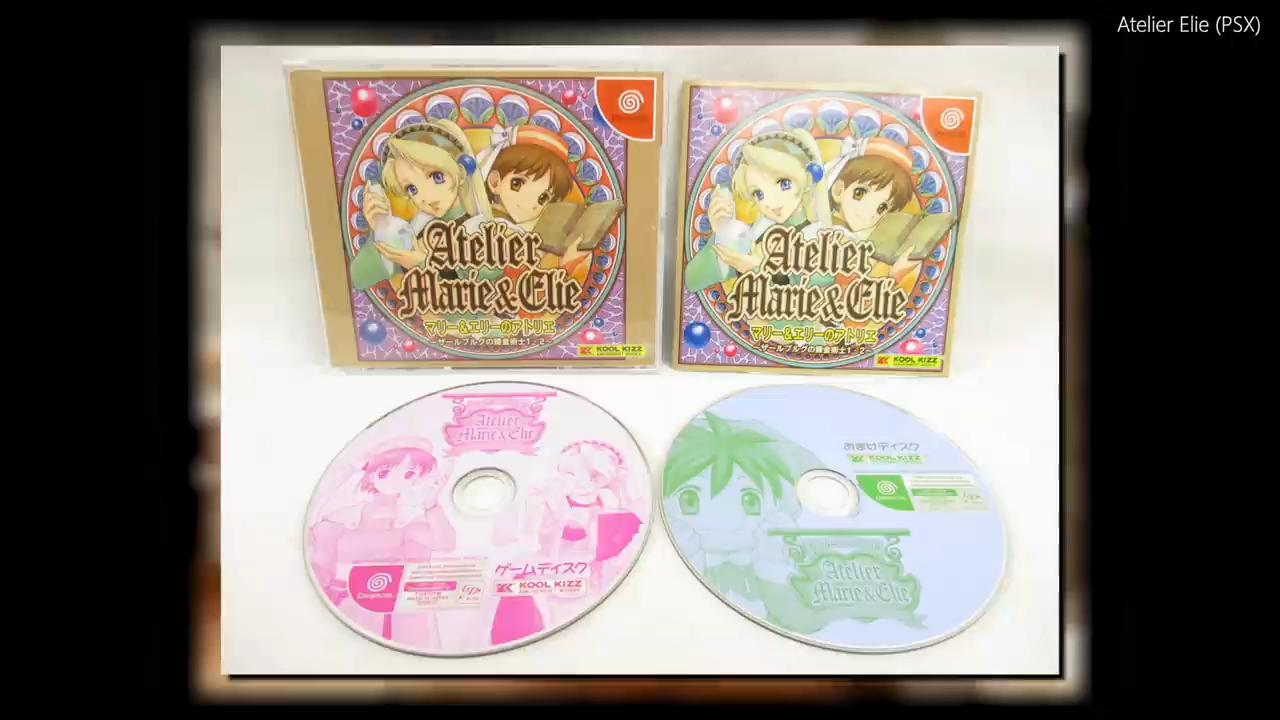 Atelier Elie (PSX)
Atelier
Marie & Elie
マリー&エリーのアトリエ
~ザールブルグの錬金術士1・2~
KOOL KIZZ
Atelier
Marie & Elie
マリー&エリーのアトリエ
~ザールブルグの錬金術士1・2~
KOOL KIZZ
Atelier
Marie & Elie
ゲームディスク
KOOL KIZZ
Dreamcast
おまけディスク
KOOL KIZZ
Atelier
Marie & Elie